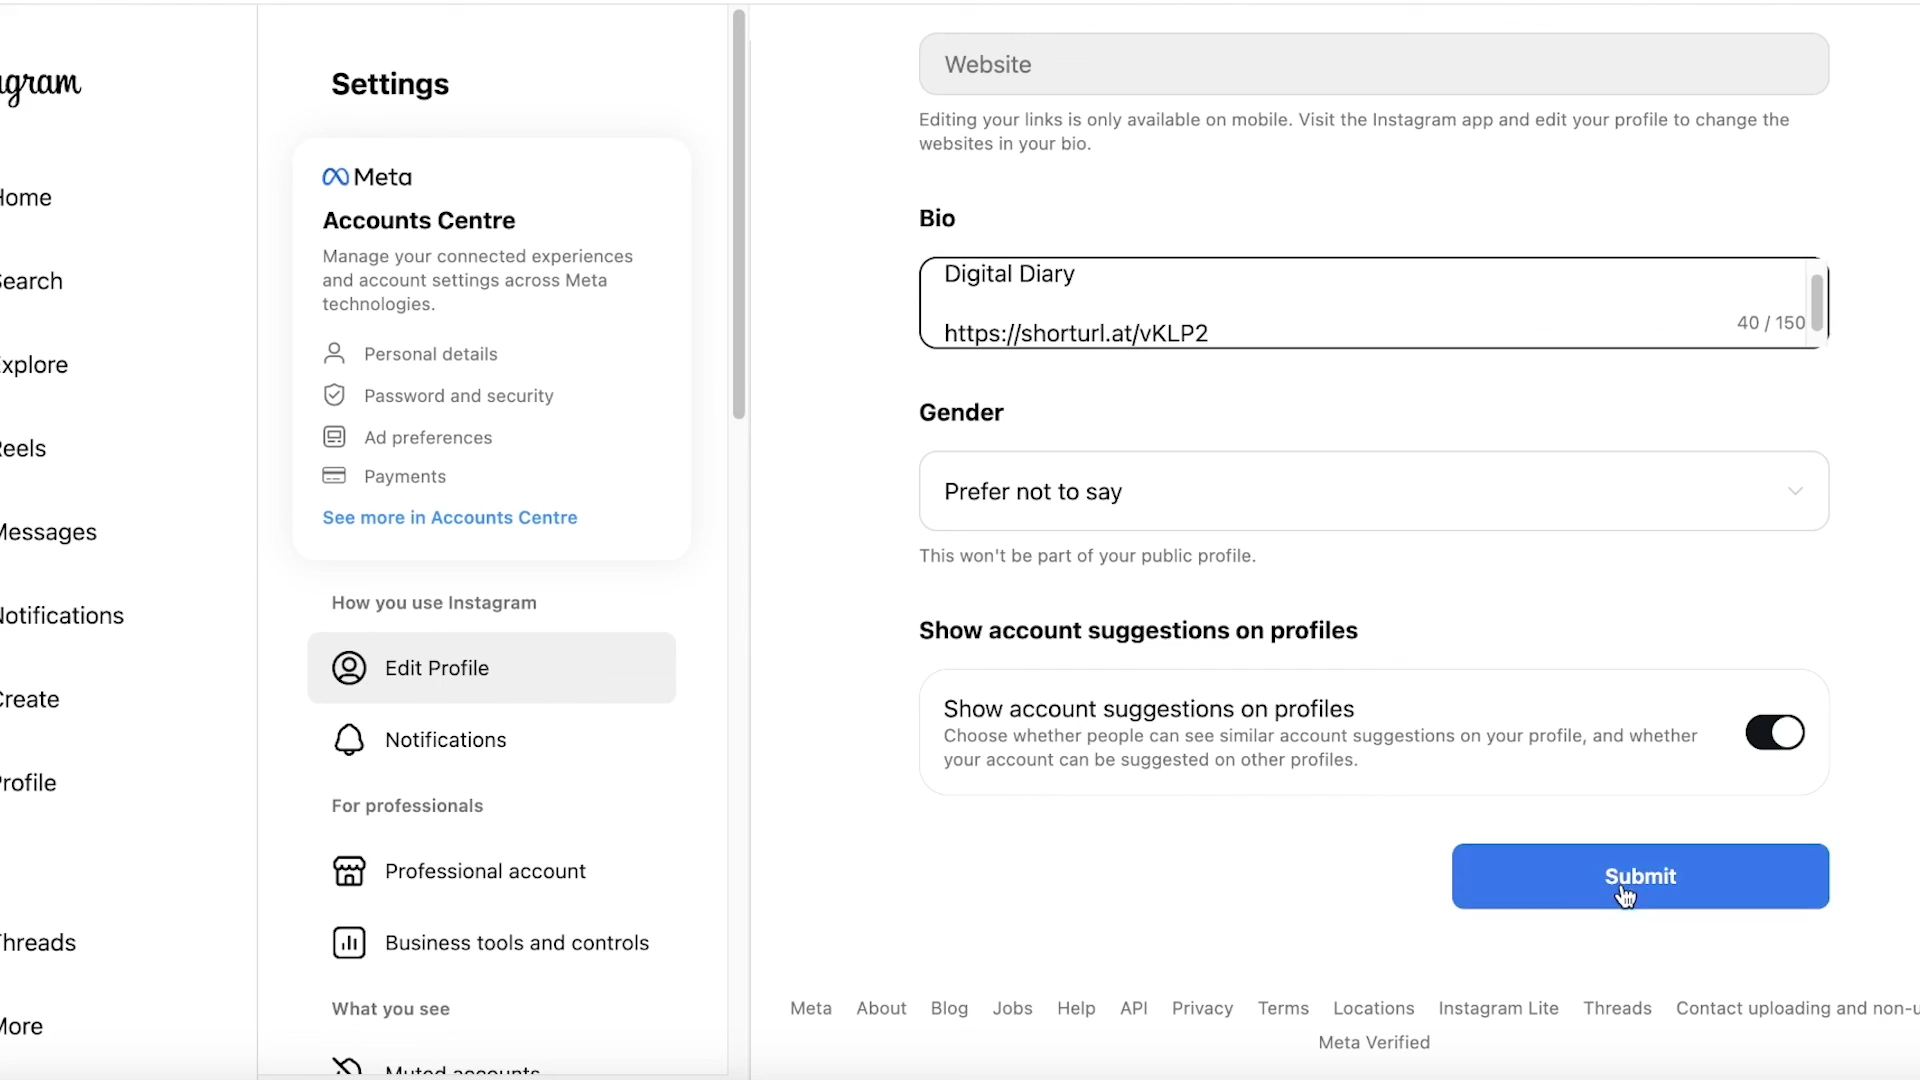 agram
Home
Search
Explore
Reels
Messages
Notifications
Create
Profile
Threads
More
Settings
Meta
Accounts Centre
Manage your connected experiences
and account settings across Meta
technologies.
Personal details
Password and security
Ad preferences
Payments
See more in Accounts Centre
How you use Instagram
Edit Profile
Notifications
For professionals
Professional account
Business tools and controls
What you see
Muted accounts
Website
Editing your links is only available on mobile. Visit the Instagram app and edit your profile to change the
websites in your bio.
Bio
Digital Diary
https://shorturl.at/vKLP2
40 / 150
Gender
Prefer not to say
This won't be part of your public profile.
Show account suggestions on profiles
Show account suggestions on profiles
Choose whether people can see similar account suggestions on your profile, and whether
your account can be suggested on other profiles.
Submit
Meta About Blog Jobs Help API Privacy Terms Locations Instagram Lite Threads Contact uploading and non-u
Meta Verified